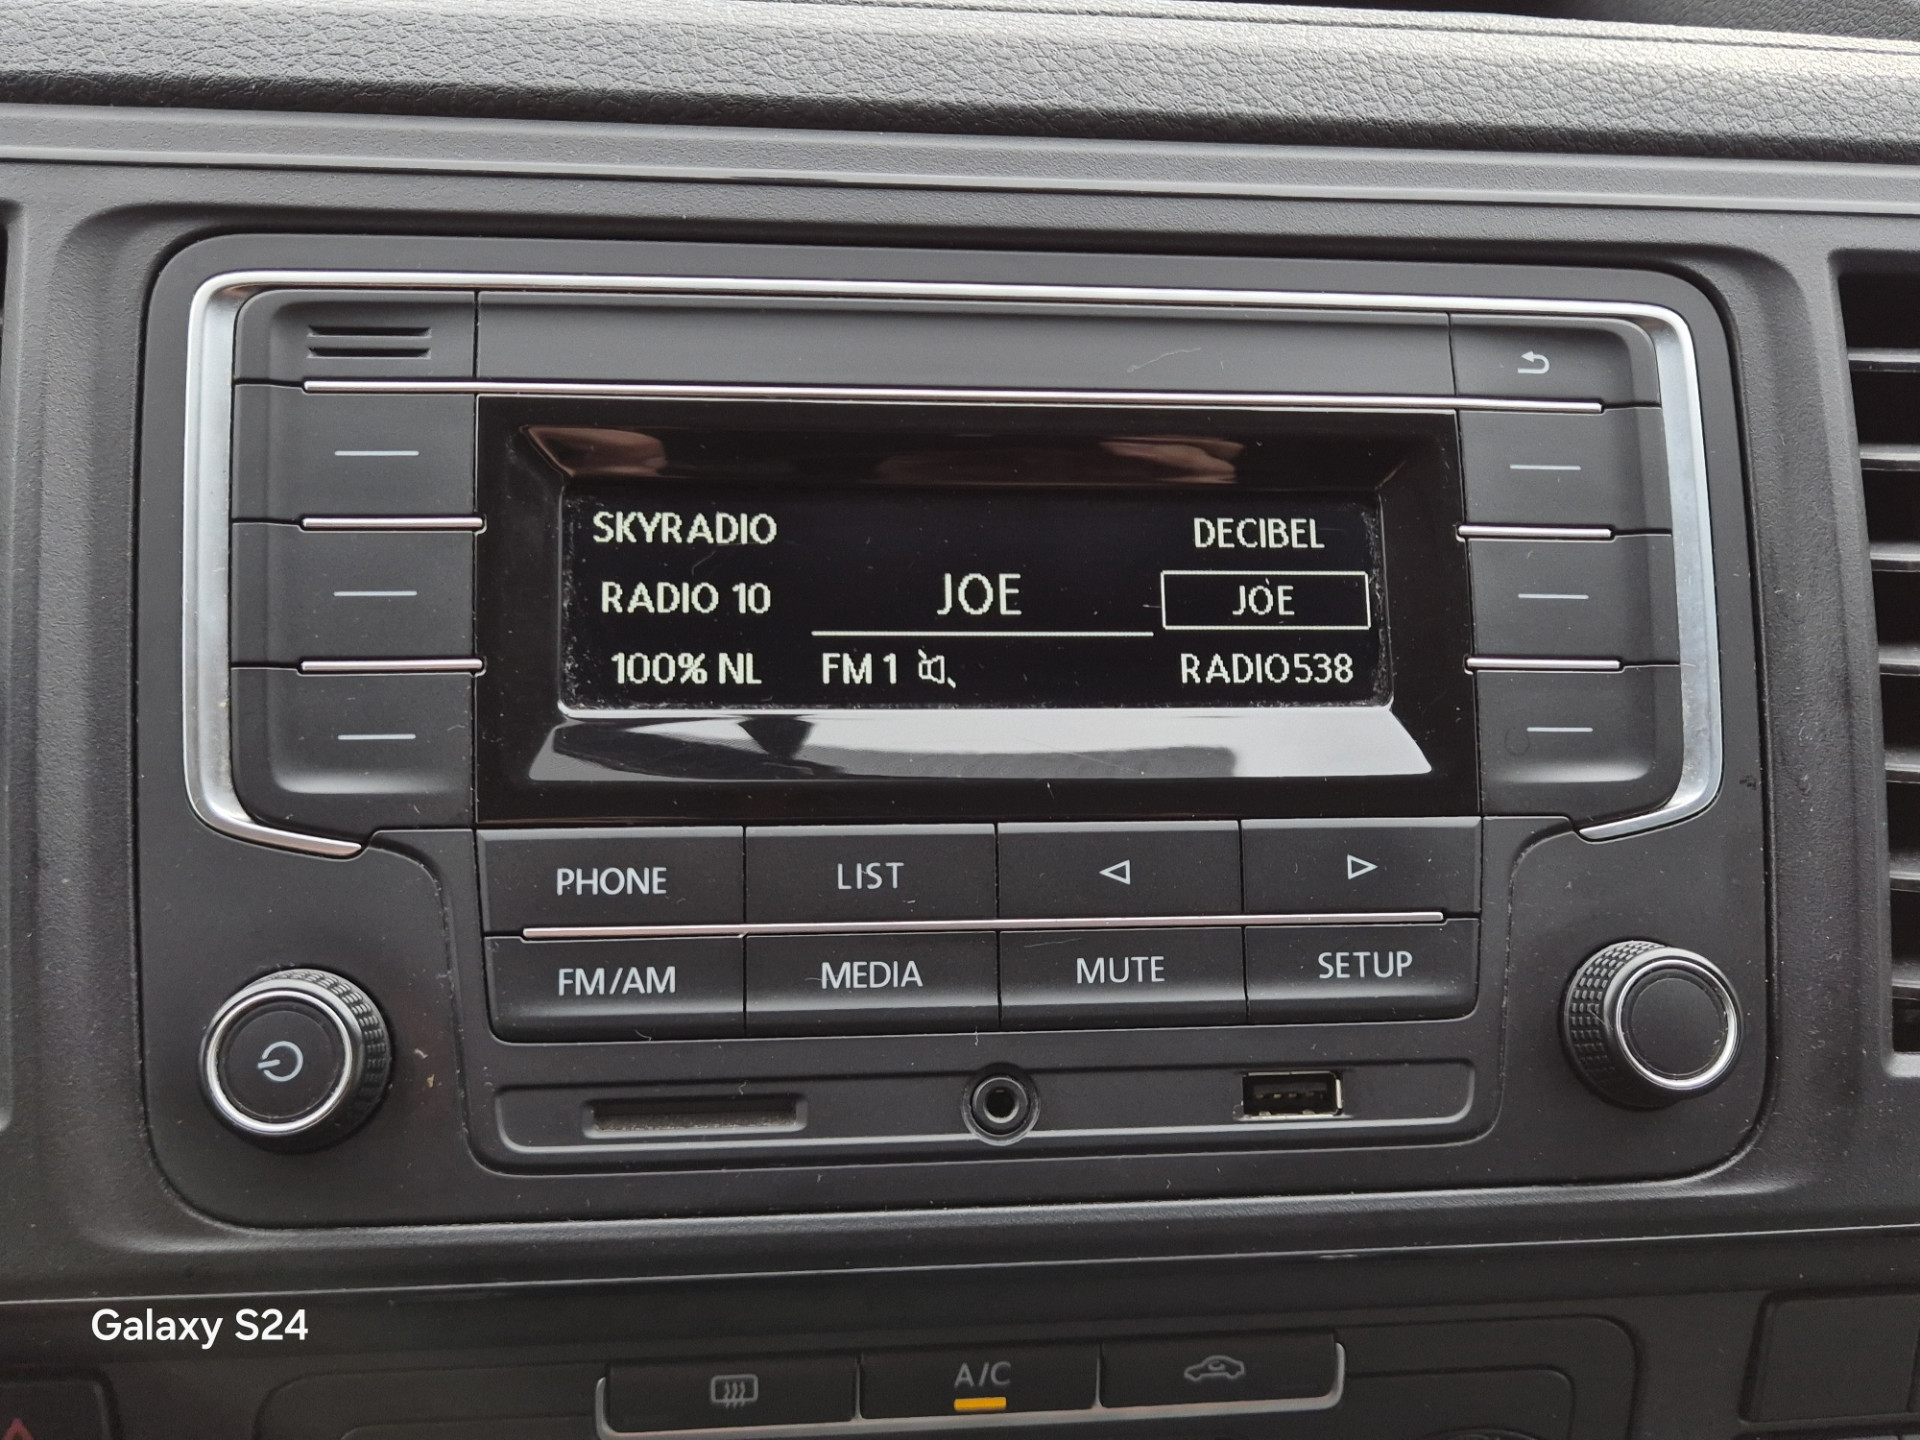 SKYRADIO
DECIBEL
RADIO 10
JOE
JOE
100% NL
FM 1
RADIO538
PHONE
LIST
FM/AM
MEDIA
MUTE
SETUP
Galaxy S24
A/C